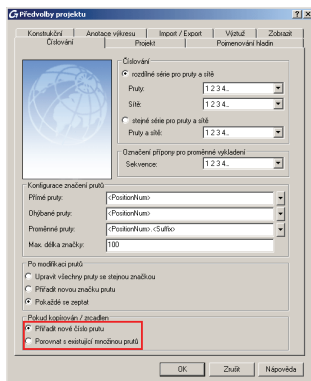 Předvolby projektu
Konstrukční Anotace výkresu Import / Export Výztuž Zobrazit
Číslování Projekt Pojmenování hladin
Číslování
rozdílné série pro pruty a sítě
Pruty: 1 2 3 4..
Sítě: 1 2 3 4..
stejné série pro pruty a sítě
Pruty a sítě: 1 2 3 4..
Označení přípony pro proměnné vykládení
Sekvence: 1 2 3 4..
Konfigurace značení prutů
Přímé pruty: <PositionNum>
Ohýbané pruty: <PositionNum>
Proměnné pruty: <PositionNum>.<Suffix>
Max. délka značky: 100
Po modifikaci prutů
Upravit všechny pruty se stejnou značkou
Přiřadit novou značku prutu
Pokaždé se zeptat
Pokud kopírován / zrcadlen
Přiřadit nové číslo prutu
Porovnat s existující množinou prutů
OK Zrušit Nápověda